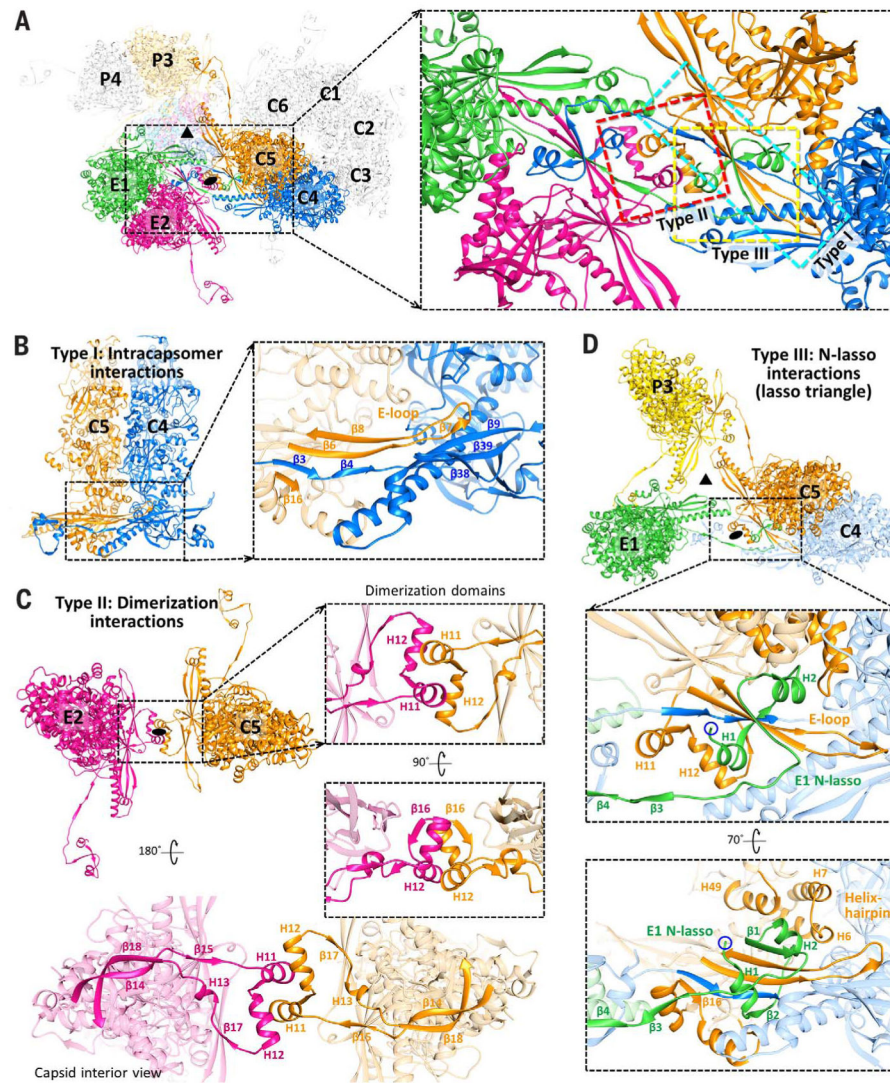 A
P4
P3
C6
C1
C2
C5
C3
C4
E1
E2
Type II
Type III
Type I
B
Type I: Intracapsomer
interactions
C5
C4
E-loop
β8
β9
β6
β39
β3
β4
β38
β16
D
Type III: N-lasso
interactions
(lasso triangle)
P3
C5
E1
C4
H2
E-loop
H1
H11
H12
E1 N-lasso
β4
β3
70°
H49
H7
Helix-
hairpin
E1 N-lasso
β1
H2
H6
H1
β4
β16
β3
β2
C
Type II: Dimerization
interactions
Dimerization domains
E2
C5
H12
H11
H11
H12
90°
β16
β16
H12
H12
180°
β18
β15
H11
H12
β17
β14
H13
H13
β14
β17
H11
β15
β18
H12
Capsid interior view